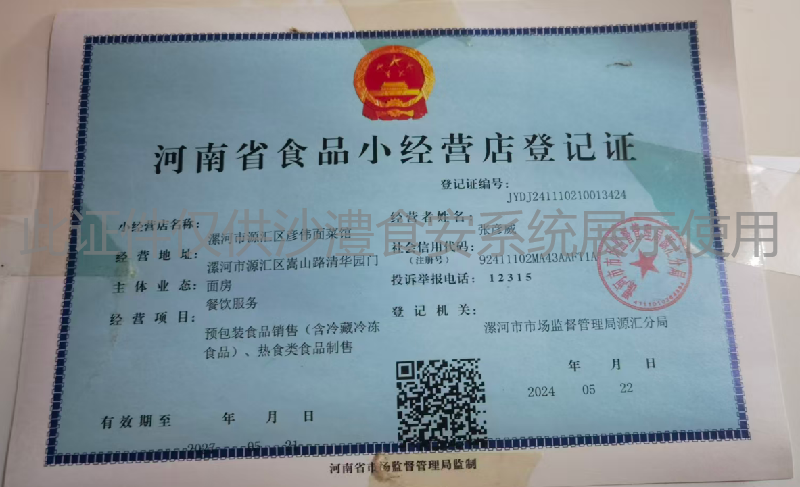 河南省食品小经营店登记证
登记证编号:
JYDJ241110210013424
小经营店名称: 漯河市源汇区彦伟面菜馆
经营者姓名: 张彦威
经营地址: 漯河市源汇区嵩山路清华园门面房
社会信用代码:
(注册号) 92411102MA43AAFT1A
主体业态: 餐饮服务
投诉举报电话: 12315
经营项目: 预包装食品销售(含冷藏冷冻
食品)、热食类食品制售
登记机关: 漯河市市场监督管理局源汇分局
年 月 日
2024 05 22
有效期至 年 月 日
2027 05 21
河南省市场监督管理局监制
此证件仅供沙澧食安系统展示使用